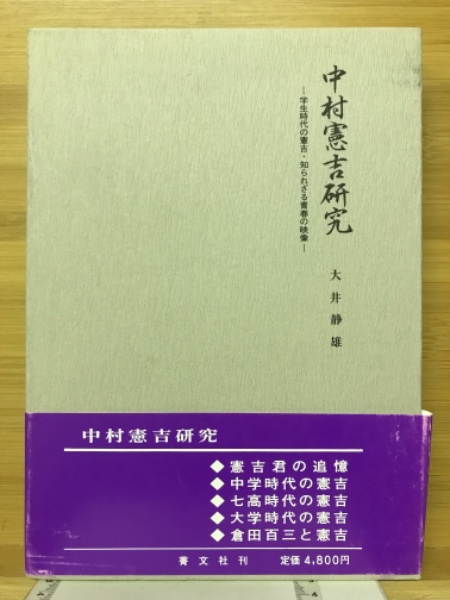 中村憲吉研究
―学生時代の憲吉・知られざる青春の映像―
大井静雄
中村憲吉研究
◆憲吉君の追憶
◆中学時代の憲吉
◆七高時代の憲吉
◆大学時代の憲吉
◆倉田百三と憲吉
菁文社刊 定価4,800円